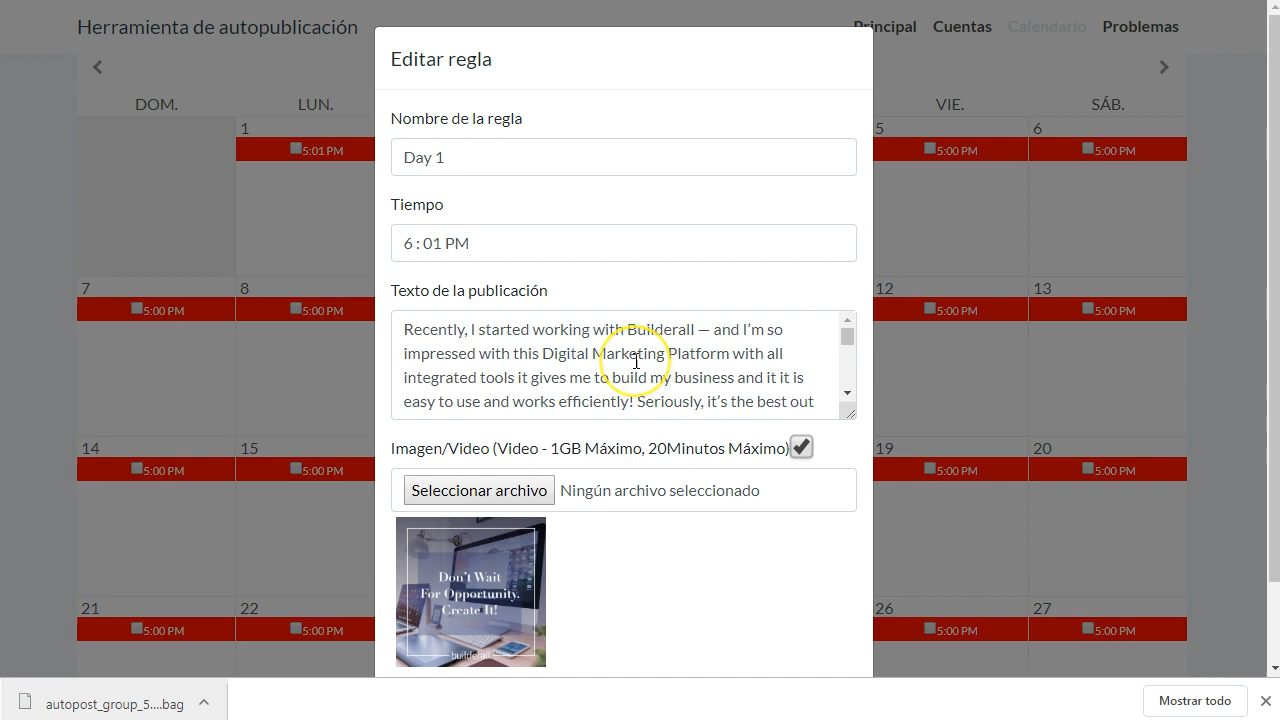 Herramienta de autopublicación
Principal Cuentas Calendario Problemas
Editar regla
DOM. LUN. VIE. SÁB.
Nombre de la regla
1 5 6
5:01 PM 5:00 PM 5:00 PM
Day 1
Tiempo
6 : 01 PM
7 8 12 13
5:00 PM 5:00 PM 5:00 PM 5:00 PM
Texto de la publicación
Recently, I started working with Builderall — and I'm so
impressed with this Digital Marketing Platform with all
integrated tools it gives me to build my business and it it is
easy to use and works efficiently! Seriously, it's the best out
14 15 19 20
5:00 PM 5:00 PM 5:00 PM 5:00 PM
Imagen/Video (Video - 1GB Máximo, 20Minutos Máximo)
Seleccionar archivo Ningún archivo seleccionado
Don't Wait
For Opportunity.
Create It!
builderall
21 22 26 27
5:00 PM 5:00 PM 5:00 PM 5:00 PM
autopost_group_5....bag
Mostrar todo